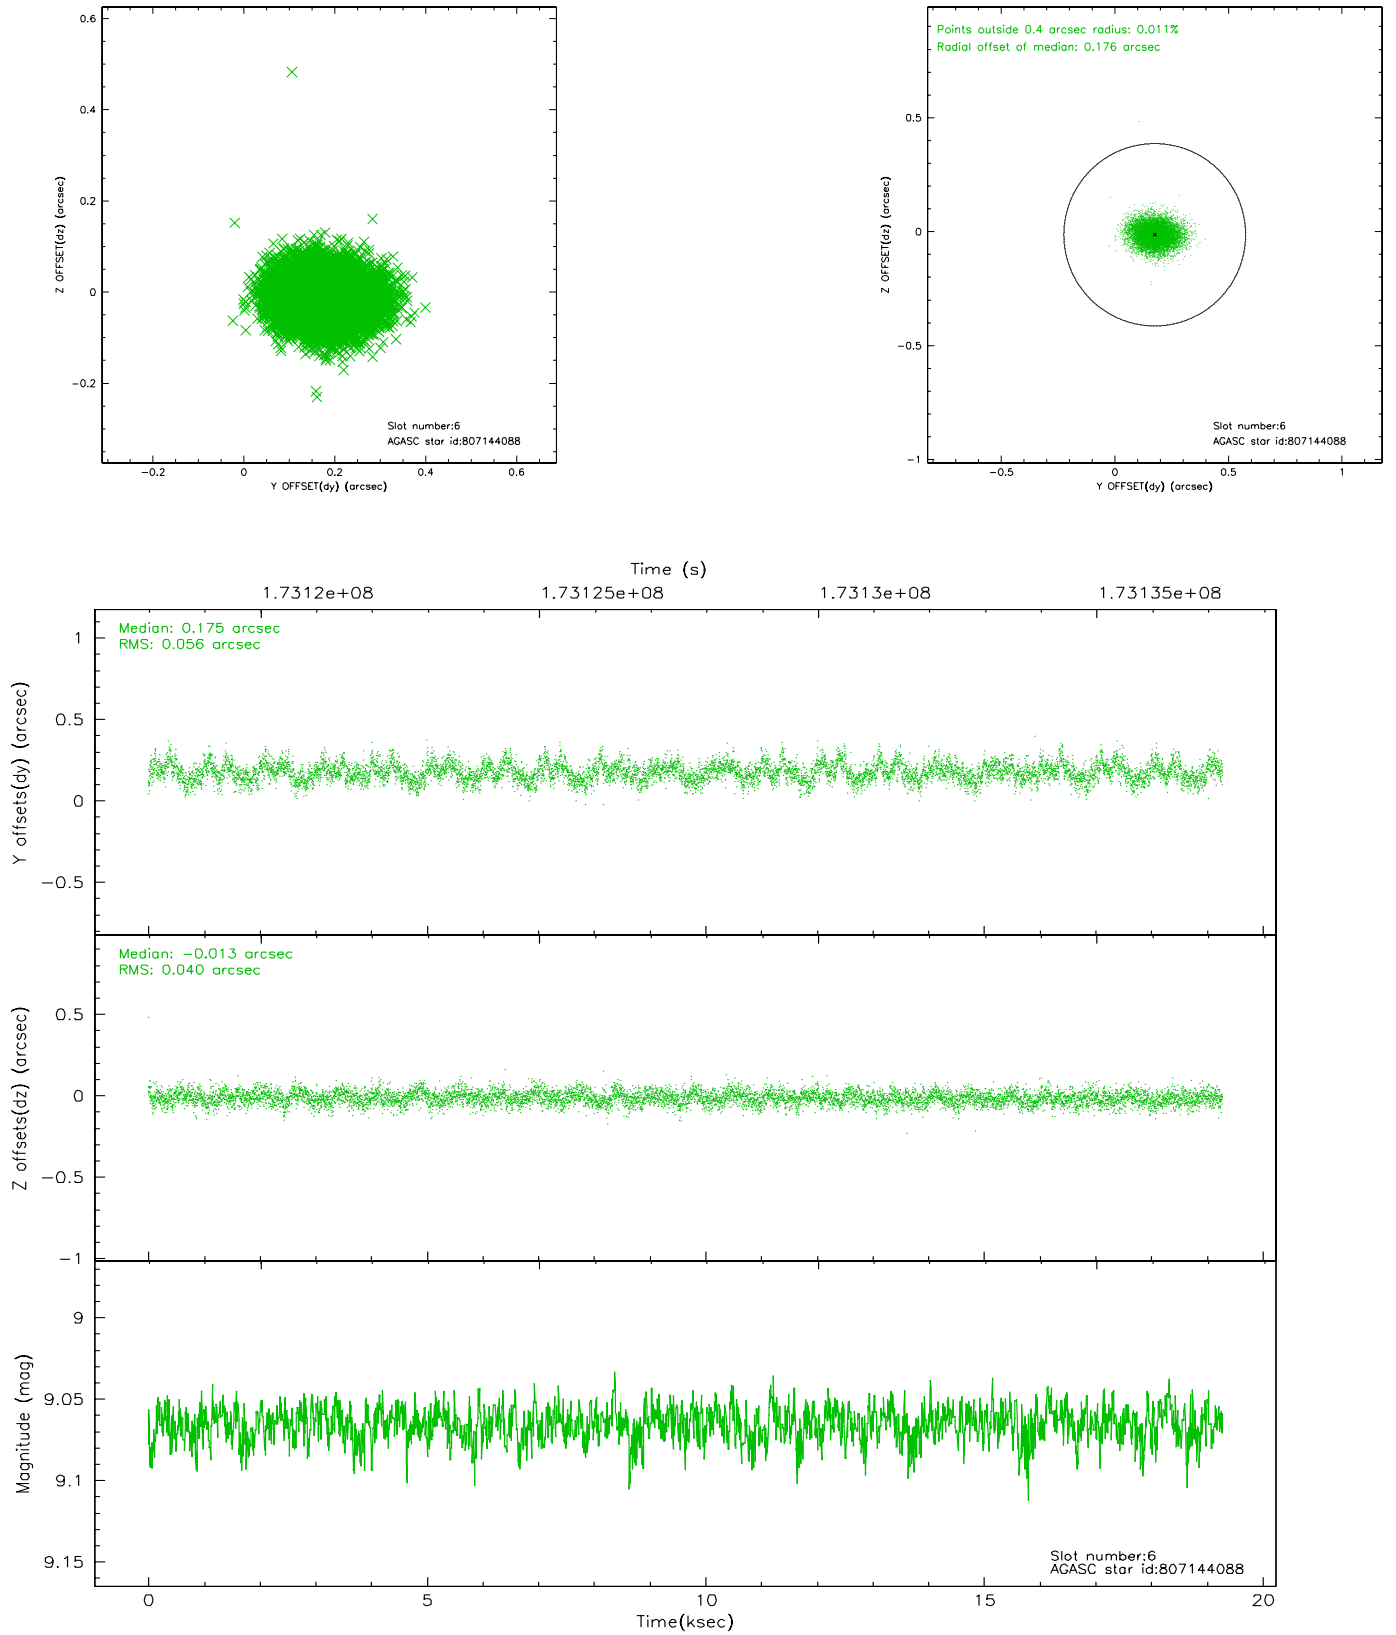 0.6
0.4
0.2
0
−0.2
Z OFFSET(dz) (arcsec)
Slot number:6
AGASC star id:807144088
−0.2 0 0.2 0.4 0.6
Y OFFSET(dy) (arcsec)
Points outside 0.4 arcsec radius: 0.011%
Radial offset of median: 0.176 arcsec
0.5
0
−0.5
−1
Z OFFSET(dz) (arcsec)
Slot number:6
AGASC star id:807144088
−0.5 0 0.5 1
Y OFFSET(dy) (arcsec)
Time (s)
1.7312e+08 1.73125e+08 1.7313e+08 1.73135e+08
Median: 0.175 arcsec
RMS: 0.056 arcsec
1
0.5
0
−0.5
Y offsets(dy) (arcsec)
Median: −0.013 arcsec
RMS: 0.040 arcsec
0.5
0
−0.5
−1
Z offsets(dz) (arcsec)
9
9.05
9.1
9.15
Magnitude (mag)
Slot number:6
AGASC star id:807144088
0 5 10 15 20
Time(ksec)